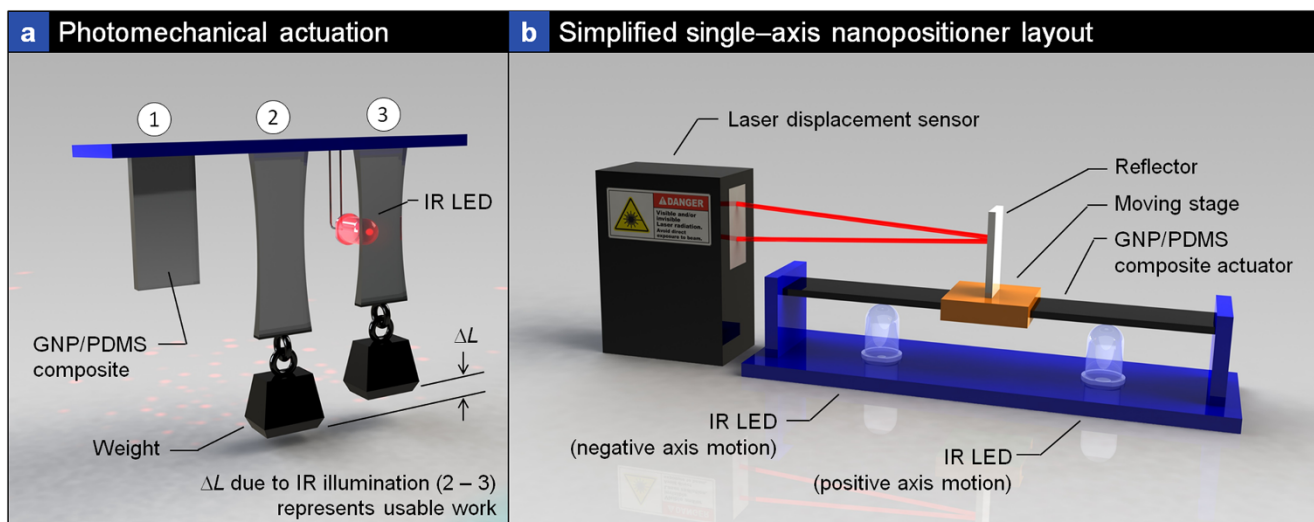 a Photomechanical actuation
1
2
3
IR LED
GNP/PDMS
composite
ΔL
Weight
ΔL due to IR illumination (2 – 3)
represents usable work
b Simplified single–axis nanopositioner layout
Laser displacement sensor
DANGER
Visible and/or
invisible
Laser radiation.
Avoid direct
exposure to beam.
Reflector
Moving stage
GNP/PDMS
composite actuator
IR LED
(negative axis motion)
IR LED
(positive axis motion)